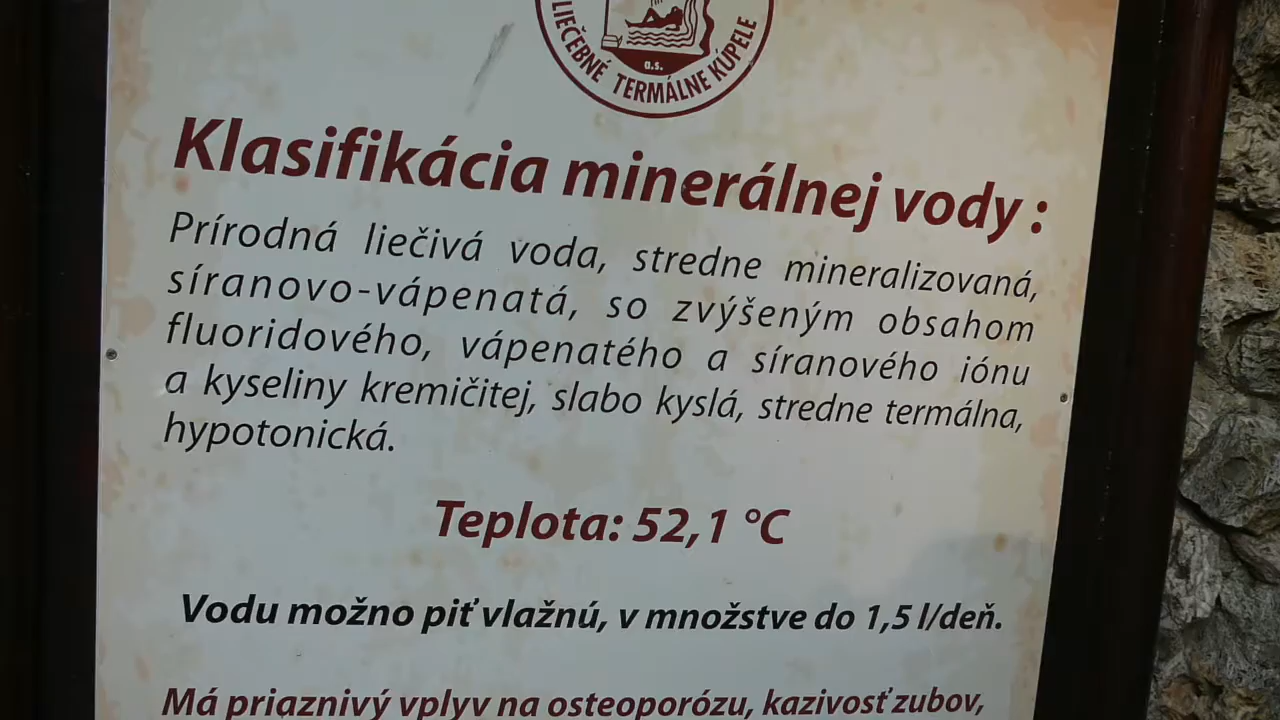 LIEČEBNÉ TERMÁLNE KÚPELE
a.s.
Klasifikácia minerálnej vody :
Prírodná liečivá voda, stredne mineralizovaná,
síranovo-vápenatá, so zvýšeným obsahom
fluoridového, vápenatého a síranového iónu
a kyseliny kremičitej, slabo kyslá, stredne termálna,
hypotonická.
Teplota: 52,1 °C
Vodu možno piť vlažnú, v množstve do 1,5 l/deň.
Má priaznivý vplyv na osteoporózu, kazivosť zubov,